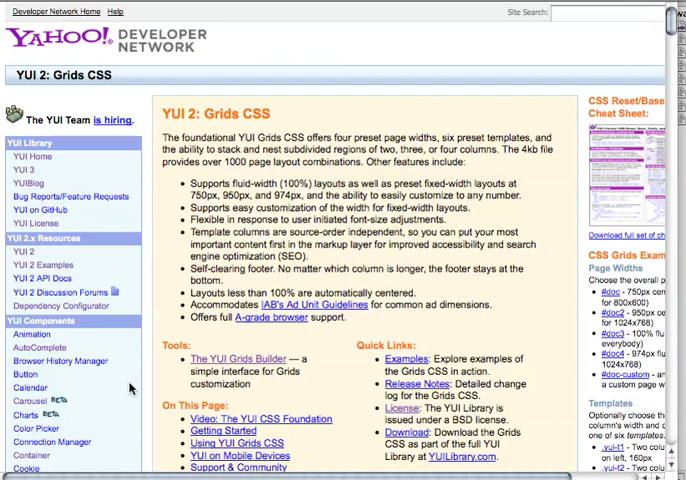 Developer Network Home Help
Site Search:
YAHOO! DEVELOPER NETWORK
YUI 2: Grids CSS
The YUI Team is hiring.
YUI Library
YUI Home
YUI 3
YUIBlog
Bug Reports/Feature Requests
YUI on GitHub
YUI License
YUI 2.x Resources
YUI 2
YUI 2 Examples
YUI 2 API Docs
YUI 2 Discussion Forums
Dependency Configurator
YUI Components
Animation
AutoComplete
Browser History Manager
Button
Calendar
Carousel BETA
Charts BETA
Color Picker
Connection Manager
Container
Cookie
YUI 2: Grids CSS
The foundational YUI Grids CSS offers four preset page widths, six preset templates, and
the ability to stack and nest subdivided regions of two, three, or four columns. The 4kb file
provides over 1000 page layout combinations. Other features include:
• Supports fluid-width (100%) layouts as well as preset fixed-width layouts at
750px, 950px, and 974px, and the ability to easily customize to any number.
• Supports easy customization of the width for fixed-width layouts.
• Flexible in response to user initiated font-size adjustments.
• Template columns are source-order independent, so you can put your most
important content first in the markup layer for improved accessibility and search
engine optimization (SEO).
• Self-clearing footer. No matter which column is longer, the footer stays at the
bottom.
• Layouts less than 100% are automatically centered.
• Accommodates IAB's Ad Unit Guidelines for common ad dimensions.
• Offers full A-grade browser support.
Tools:
• The YUI Grids Builder — a
simple interface for Grids
customization
On This Page:
• Video: The YUI CSS Foundation
• Getting Started
• Using YUI Grids CSS
• YUI on Mobile Devices
• Support & Community
Quick Links:
• Examples: Explore examples of
the Grids CSS in action.
• Release Notes: Detailed change
log for the Grids CSS.
• License: The YUI Library is
issued under a BSD license.
• Download: Download the Grids
CSS as part of the full YUI
Library at YUILibrary.com.
CSS Reset/Base
Cheat Sheet:
Download full set of ch
CSS Grids Exam
Page Widths
Choose the overall p
• #doc - 750px cen
for 800x600)
• #doc2 - 950px ce
for 1024x768)
• #doc3 - 100% flu
everybody)
• #doc4 - 974px flu
1024x768)
• #doc-custom - an
a custom page w
Templates
Optionally choose the
column's width and c
one of six templates.
• .yui-t1 - Two colu
on left, 160px
• .yui-t2 - Two colu